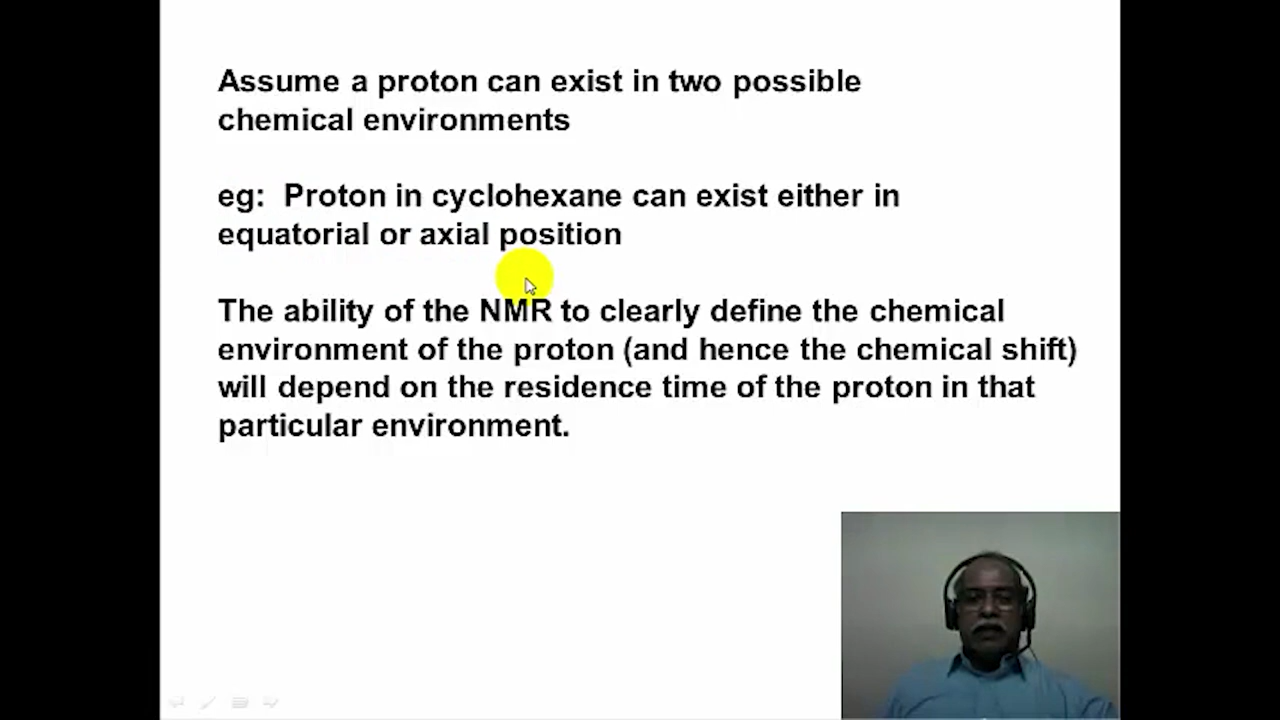 Assume a proton can exist in two possible
chemical environments
eg: Proton in cyclohexane can exist either in
equatorial or axial position
The ability of the NMR to clearly define the chemical
environment of the proton (and hence the chemical shift)
will depend on the residence time of the proton in that
particular environment.